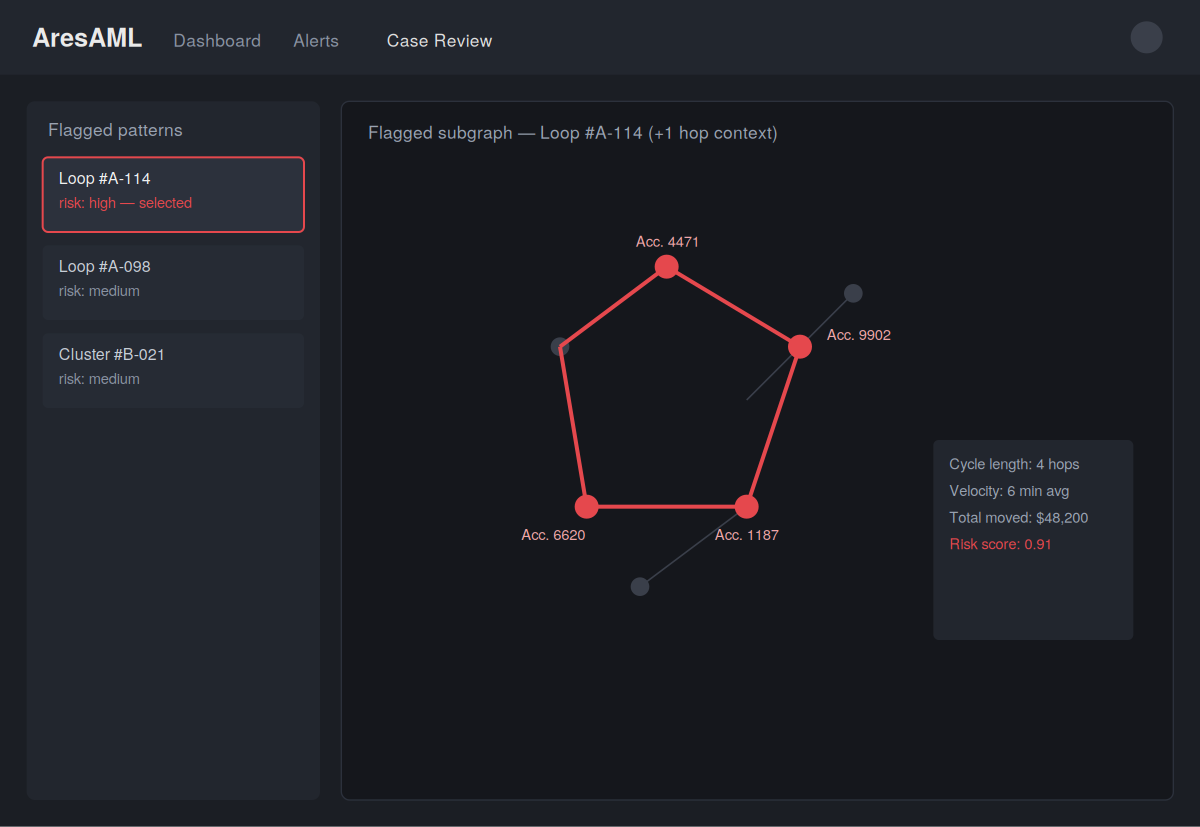 AresAML Dashboard Alerts Case Review
Flagged patterns
Loop #A-114
risk: high — selected
Loop #A-098
risk: medium
Cluster #B-021
risk: medium
Flagged subgraph — Loop #A-114 (+1 hop context)
Acc. 4471
Acc. 9902
Acc. 6620
Acc. 1187
Cycle length: 4 hops
Velocity: 6 min avg
Total moved: $48,200
Risk score: 0.91